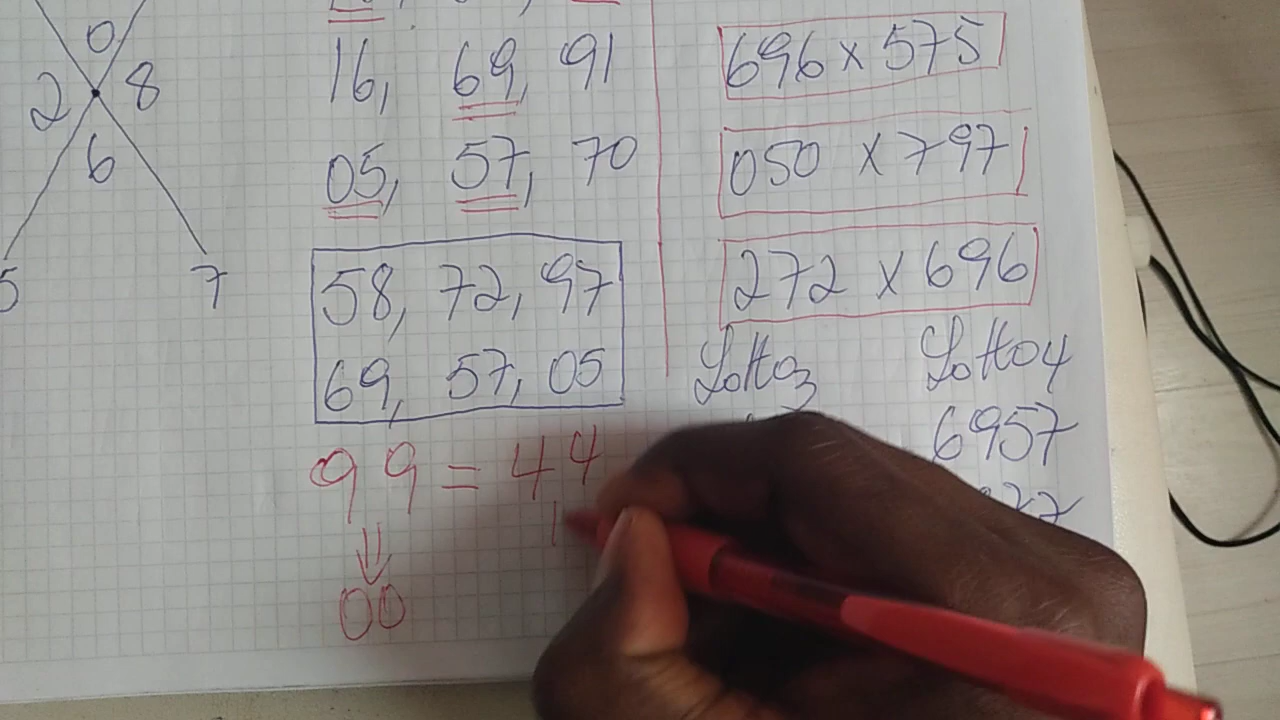 0
2 8
6
5 7
16, 69, 91
05, 57, 70
58, 72, 97
69, 57, 05
99 = 44
00
696 x 575
050 x 797
272 x 696
Lotto3 Lotto4
6957